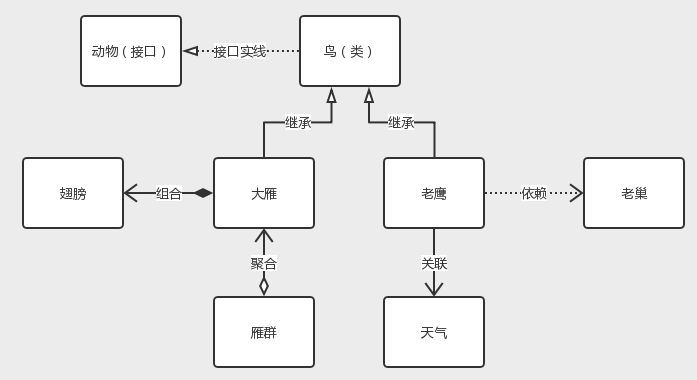 动物（接口）
接口实线
鸟（类）
继承
继承
翅膀
组合
大雁
老鹰
依赖
老巢
聚合
关联
雁群
天气